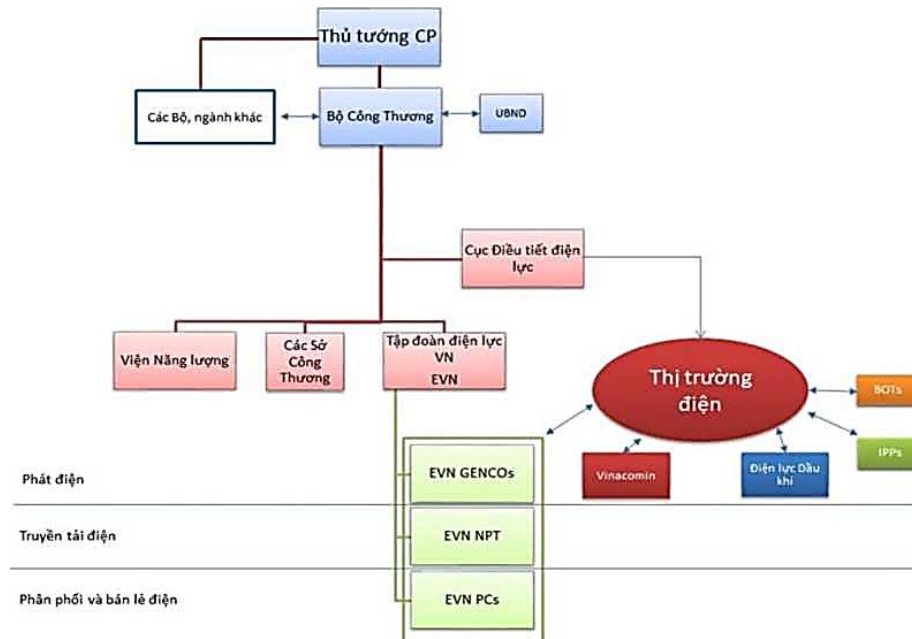 Thủ tướng CP
Các Bộ, ngành khác
Bộ Công Thương
UBND
Cục Điều tiết điện
lực
Viện Năng lượng
Các Sở
Công
Thương
Tập đoàn điện lực
VN
EVN
Thị trường
điện
BOTs
IPPs
Vinacomin
Điện lực Dầu
khí
Phát điện
EVN GENCOs
Truyền tải điện
EVN NPT
Phân phối và bán lẻ điện
EVN PCs